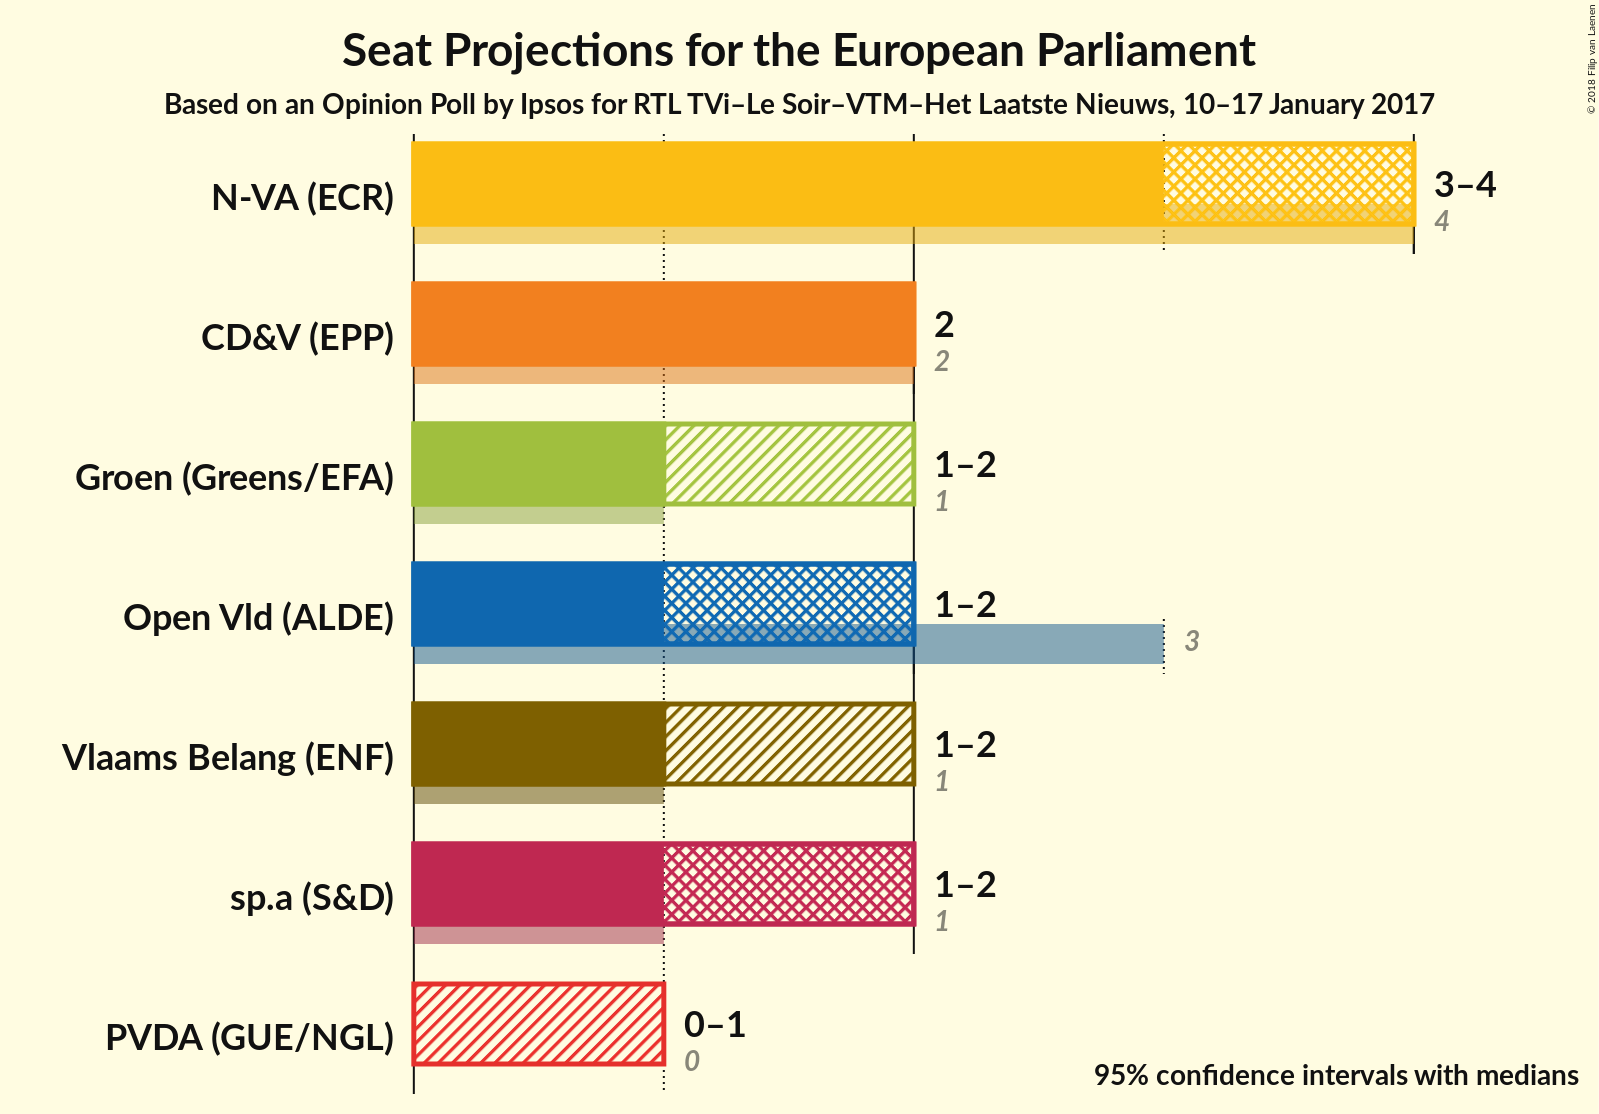 Seat Projections for the European Parliament
Based on an Opinion Poll by Ipsos for RTL TVi–Le Soir–VTM–Het Laatste Nieuws, 10–17 January 2017
© 2018 Filip van Laenen
N-VA (ECR)
3–4
4
CD&V (EPP)
2
2
Groen (Greens/EFA)
1–2
1
Open Vld (ALDE)
1–2
3
Vlaams Belang (ENF)
1–2
1
sp.a (S&D)
1–2
1
PVDA (GUE/NGL)
0–1
0
95% confidence intervals with medians